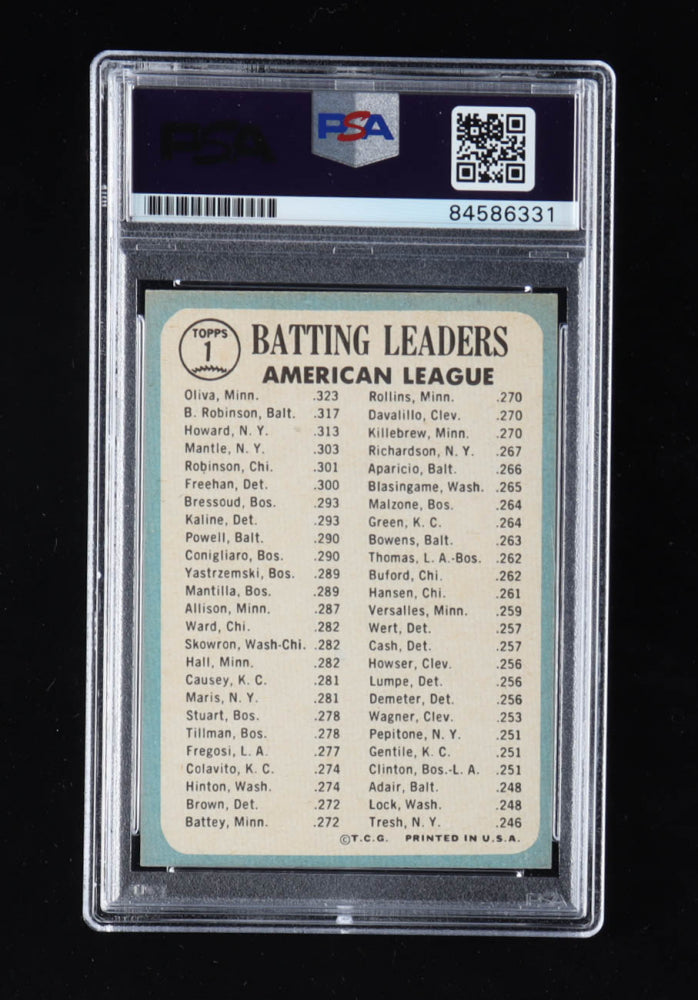 PSA
PSA
84586331
TOPPS
1
BATTING LEADERS
AMERICAN LEAGUE
Oliva, Minn. .323
B. Robinson, Balt. .317
Howard, N. Y. .313
Mantle, N. Y. .303
Robinson, Chi. .301
Freehan, Det. .300
Bressoud, Bos. .293
Kaline, Det. .293
Powell, Balt. .290
Conigliaro, Bos. .290
Yastrzemski, Bos. .289
Mantilla, Bos. .289
Allison, Minn. .287
Ward, Chi. .282
Skowron, Wash-Chi. .282
Hall, Minn. .282
Causey, K. C. .281
Maris, N. Y. .281
Stuart, Bos. .278
Tillman, Bos. .278
Fregosi, L. A. .277
Colavito, K. C. .274
Hinton, Wash. .274
Brown, Det. .272
Battey, Minn. .272
Rollins, Minn. .270
Davalillo, Clev. .270
Killebrew, Minn. .270
Richardson, N. Y. .267
Aparicio, Balt. .266
Blasingame, Wash. .265
Malzone, Bos. .264
Green, K. C. .264
Bowens, Balt. .263
Thomas, L. A.-Bos. .262
Buford, Chi. .262
Hansen, Chi. .261
Versalles, Minn. .259
Wert, Det. .257
Cash, Det. .257
Howser, Clev. .256
Lumpe, Det. .256
Demeter, Det. .256
Wagner, Clev. .253
Pepitone, N. Y. .251
Gentile, K. C. .251
Clinton, Bos.-L. A. .251
Adair, Balt. .248
Lock, Wash. .248
Tresh, N. Y. .246
©T.C.G. PRINTED IN U.S.A.
PSA